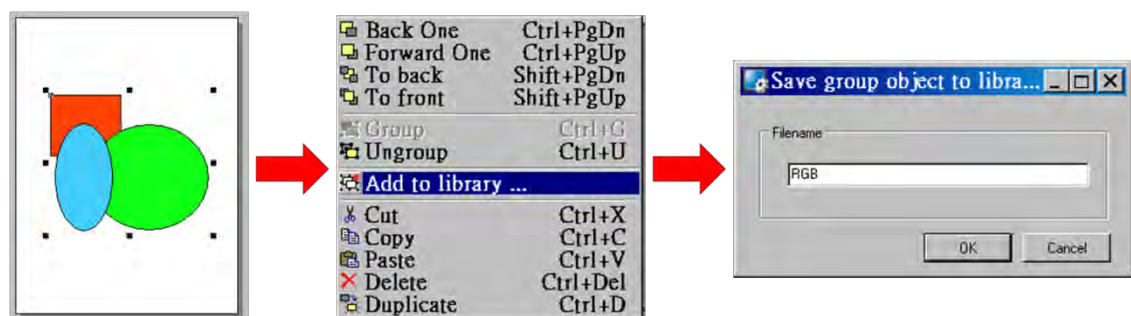 Back One Ctrl+PgDn
Forward One Ctrl+PgUp
To back Shift+PgDn
To front Shift+PgUp
Group Ctrl+G
Ungroup Ctrl+U
Add to library ...
Cut Ctrl+X
Copy Ctrl+C
Paste Ctrl+V
Delete Ctrl+Del
Duplicate Ctrl+D
Save group object to libra...
Filename
RGB
OK Cancel